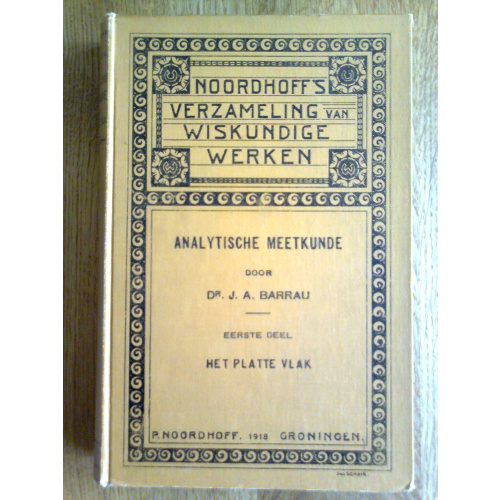 NOORDHOFF'S
VERZAMELING VAN
WISKUNDIGE
WERKEN
ANALYTISCHE MEETKUNDE
DOOR
DR. J. A. BARRAU
EERSTE DEEL
HET PLATTE VLAK
P. NOORDHOFF. 1918 GRONINGEN.